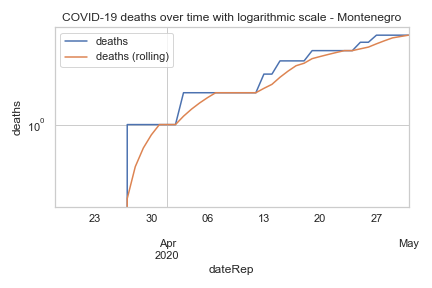 COVID-19 deaths over time with logarithmic scale - Montenegro
deaths
deaths (rolling)
deaths
10⁰
23 30 06 13 20 27
Apr May
2020
dateRep